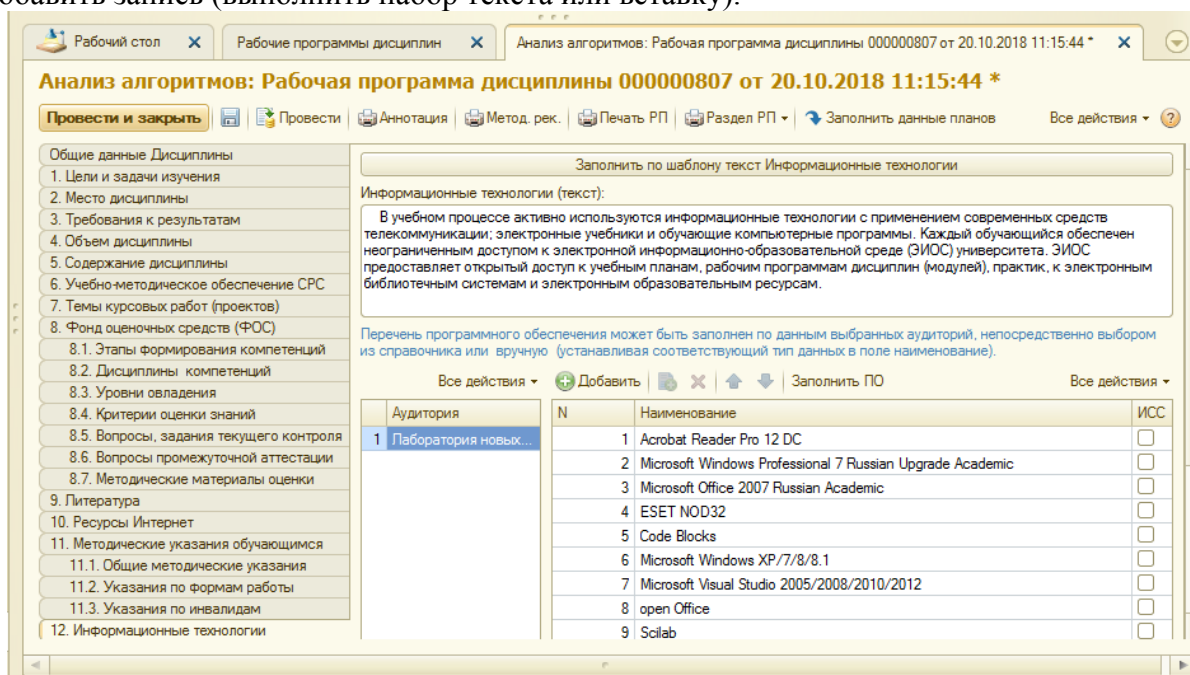 добавить запись (выполнить набор текста или вставку).
Рабочий стол
Рабочие программы дисциплин
Анализ алгоритмов: Рабочая программа дисциплины 000000807 от 20.10.2018 11:15:44 *
Анализ алгоритмов: Рабочая программа дисциплины 000000807 от 20.10.2018 11:15:44 *
Провести и закрыть Провести Аннотация Метод. рек. Печать РП Раздел РП Заполнить данные планов Все действия
Общие данные Дисциплины
1. Цели и задачи изучения
2. Место дисциплины
3. Требования к результатам
4. Объем дисциплины
5. Содержание дисциплины
6. Учебно-методическое обеспечение СРС
7. Темы курсовых работ (проектов)
8. Фонд оценочных средств (ФОС)
8.1. Этапы формирования компетенций
8.2. Дисциплины компетенций
8.3. Уровни овладения
8.4. Критерии оценки знаний
8.5. Вопросы, задания текущего контроля
8.6. Вопросы промежуточной аттестации
8.7. Методические материалы оценки
9. Литература
10. Ресурсы Интернет
11. Методические указания обучающимся
11.1. Общие методические указания
11.2. Указания по формам работы
11.3. Указания по инвалидам
12. Информационные технологии
Заполнить по шаблону текст Информационные технологии
Информационные технологии (текст):
В учебном процессе активно используются информационные технологии с применением современных средств
телекоммуникации; электронные учебники и обучающие компьютерные программы. Каждый обучающийся обеспечен
неограниченным доступом к электронной информационно-образовательной среде (ЭИОС) университета. ЭИОС
предоставляет открытый доступ к учебным планам, рабочим программам дисциплин (модулей), практик, к электронным
библиотечным системам и электронным образовательным ресурсам.
Перечень программного обеспечения может быть заполнен по данным выбранных аудиторий, непосредственно выбором
из справочника или вручную (устанавливая соответствующий тип данных в поле наименование).
Все действия Добавить Заполнить ПО Все действия
Аудитория
1 Лаборатория новых...
N Наименование ИСС
1 Acrobat Reader Pro 12 DC
2 Microsoft Windows Professional 7 Russian Upgrade Academic
3 Microsoft Office 2007 Russian Academic
4 ESET NOD32
5 Code Blocks
6 Microsoft Windows XP/7/8/8.1
7 Microsoft Visual Studio 2005/2008/2010/2012
8 open Office
9 Scilab